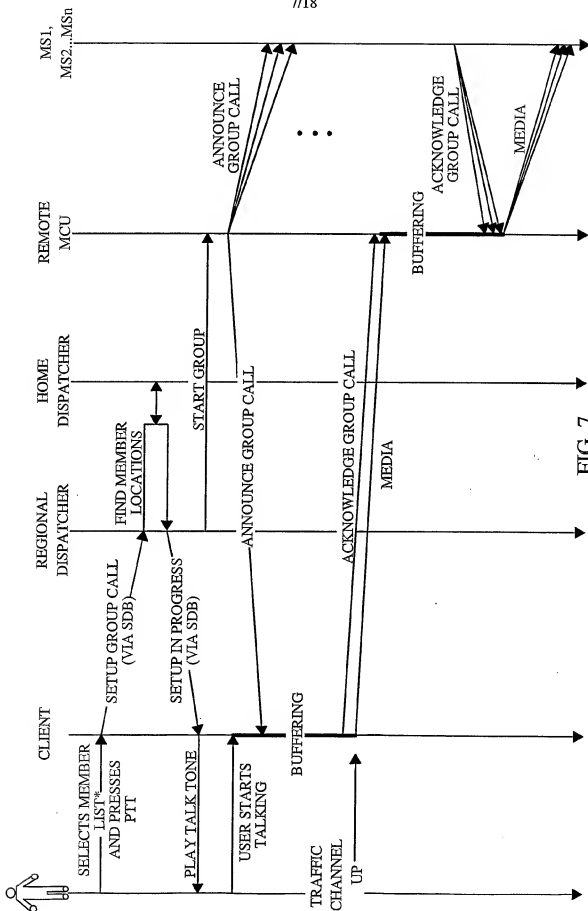 7/18
CLIENT
REGIONAL
DISPATCHER
HOME
DISPATCHER
REMOTE
MCU
MS1,
MS2...MSn
SELECTS MEMBER
LIST*
AND PRESSES
PTT
SETUP GROUP CALL
(VIA SDB)
FIND MEMBER
LOCATIONS
SETUP IN PROGRESS
(VIA SDB)
PLAY TALK TONE
START GROUP
ANNOUNCE
GROUP CALL
USER STARTS
TALKING
ANNOUNCE GROUP CALL
BUFFERING
TRAFFIC
CHANNEL
UP
ACKNOWLEDGE GROUP CALL
MEDIA
BUFFERING
ACKNOWLEDGE
GROUP CALL
MEDIA
FIG. 7